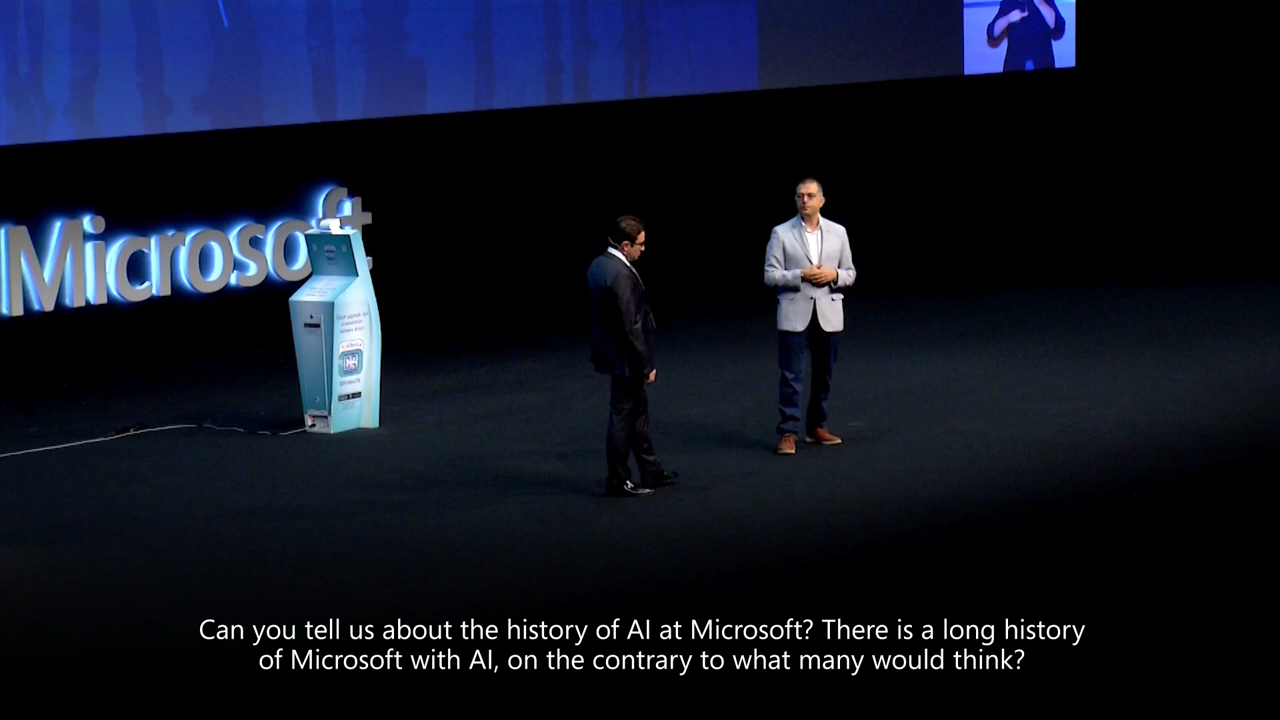 Microsoft
Can you tell us about the history of AI at Microsoft? There is a long history
of Microsoft with AI, on the contrary to what many would think?